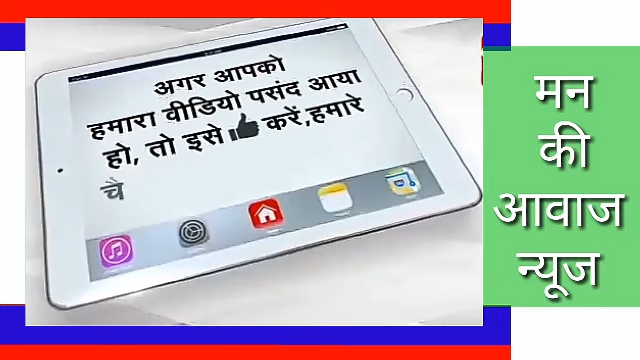 अगर आपको
हमारा वीडियो पसंद आया
हो, तो इसे करें,हमारे
चे
मन
की
आवाज
न्यूज